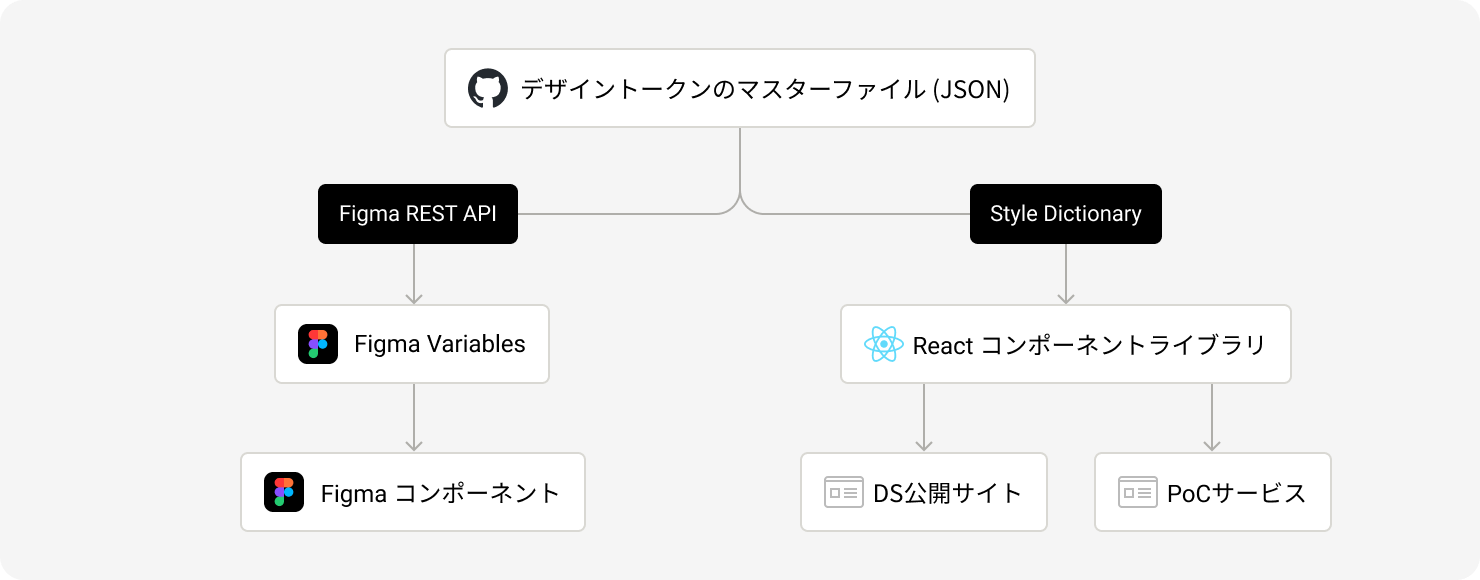 デザイントークンのマスターファイル (JSON)
Figma REST API
Style Dictionary
Figma Variables
React コンポーネントライブラリ
Figma コンポーネント
DS公開サイト
PoCサービス